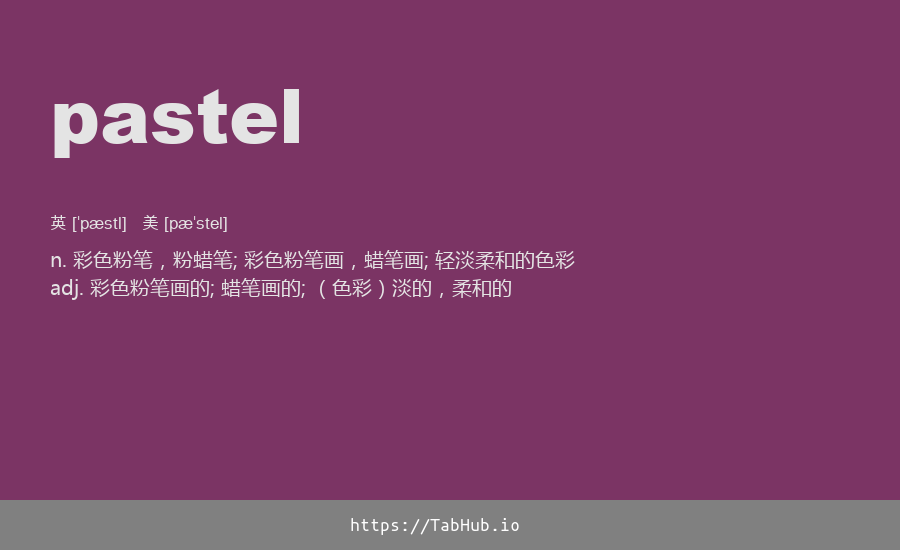 pastel
英 ['pæstl] 美 [pæ'stel]
n. 彩色粉笔，粉蜡笔; 彩色粉笔画，蜡笔画; 轻淡柔和的色彩
adj. 彩色粉笔画的; 蜡笔画的; （色彩）淡的，柔和的
https://TabHub.io